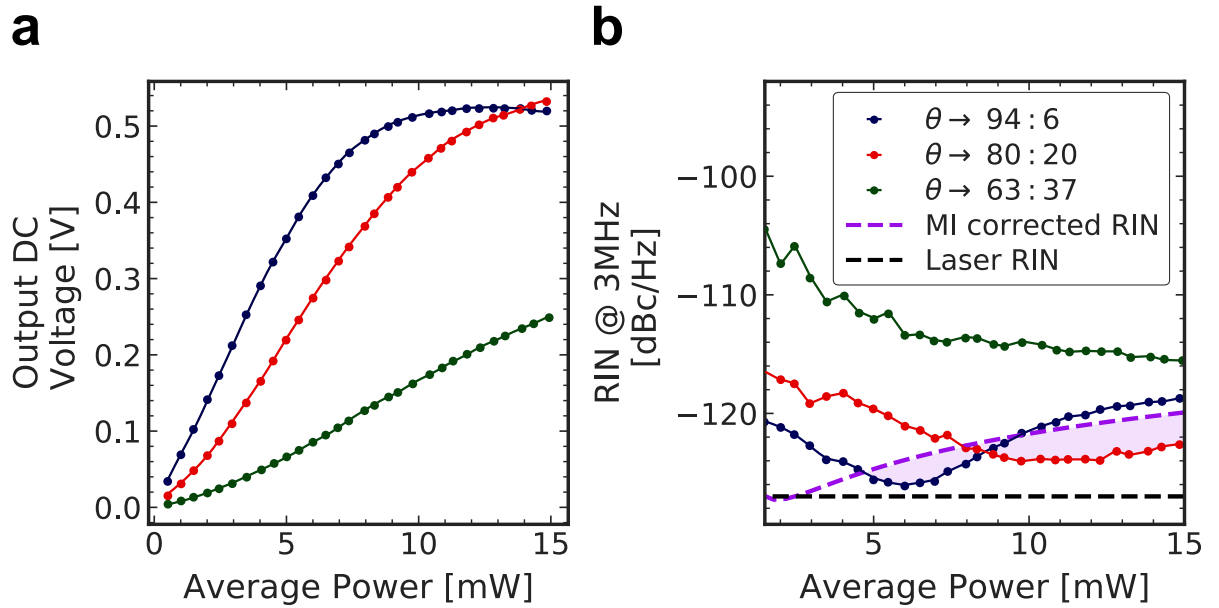 a
0.5
0.4
0.3
0.2
0.1
0.0
Output DC
Voltage [V]
0 5 10 15
Average Power [mW]
b
θ → 94 : 6
θ → 80 : 20
θ → 63 : 37
MI corrected RIN
Laser RIN
−100
−110
−120
RIN @ 3MHz
[dBc/Hz]
5 10 15
Average Power [mW]